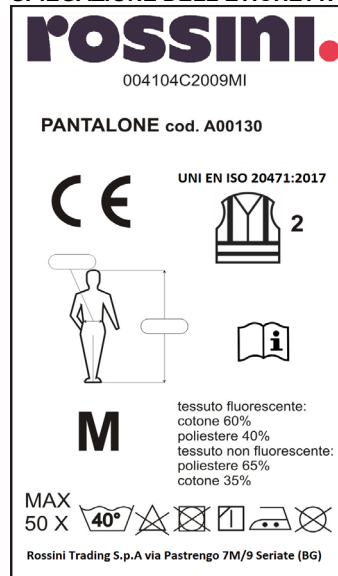 rossini.
004104C2009MI
PANTALONE cod. A00130
CE
UNI EN ISO 20471:2017
2
i
M
tessuto fluorescente:
cotone 60%
poliestere 40%
tessuto non fluorescente:
poliestere 65%
cotone 35%
MAX
50 X
40°
Rossini Trading S.p.A via Pastrengo 7M/9 Seriate (BG)